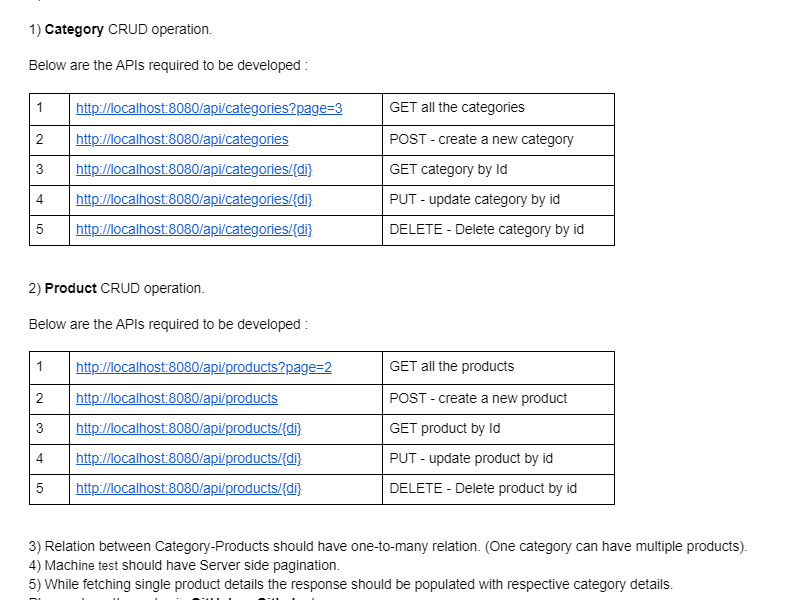 1) Category CRUD operation.
Below are the APIs required to be developed :
1 http://localhost:8080/api/categories?page=3 GET all the categories
2 http://localhost:8080/api/categories POST - create a new category
3 http://localhost:8080/api/categories/{di} GET category by Id
4 http://localhost:8080/api/categories/{di} PUT - update category by id
5 http://localhost:8080/api/categories/{di} DELETE - Delete category by id
2) Product CRUD operation.
Below are the APIs required to be developed :
1 http://localhost:8080/api/products?page=2 GET all the products
2 http://localhost:8080/api/products POST - create a new product
3 http://localhost:8080/api/products/{di} GET product by Id
4 http://localhost:8080/api/products/{di} PUT - update product by id
5 http://localhost:8080/api/products/{di} DELETE - Delete product by id
3) Relation between Category-Products should have one-to-many relation. (One category can have multiple products).
4) Machine test should have Server side pagination.
5) While fetching single product details the response should be populated with respective category details.